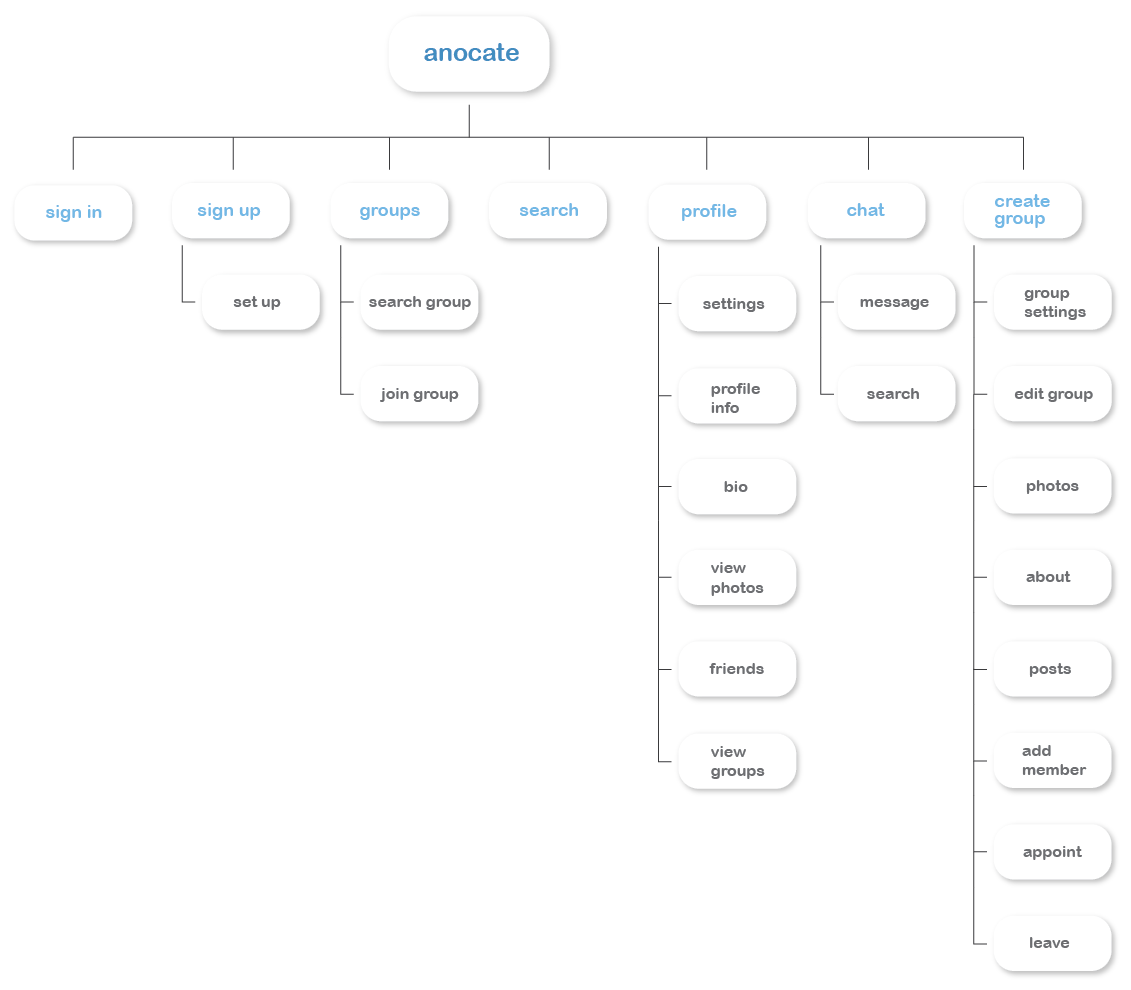 anocate
sign in
sign up
groups
search
profile
chat
create
group
set up
search group
join group
settings
profile
info
bio
view
photos
friends
view
groups
message
search
group
settings
edit group
photos
about
posts
add
member
appoint
leave